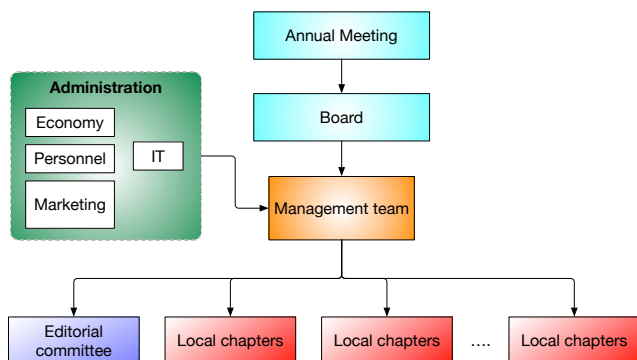 Annual Meeting
Administration
Economy
Board
Personnel
IT
Marketing
Management team
Editorial
committee
Local chapters
Local chapters
....
Local chapters